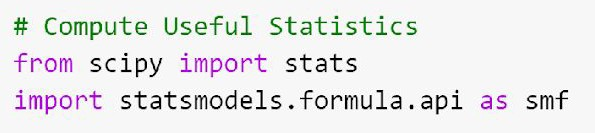 # Compute Useful Statistics
from scipy import stats
import statsmodels.formula.api as smf